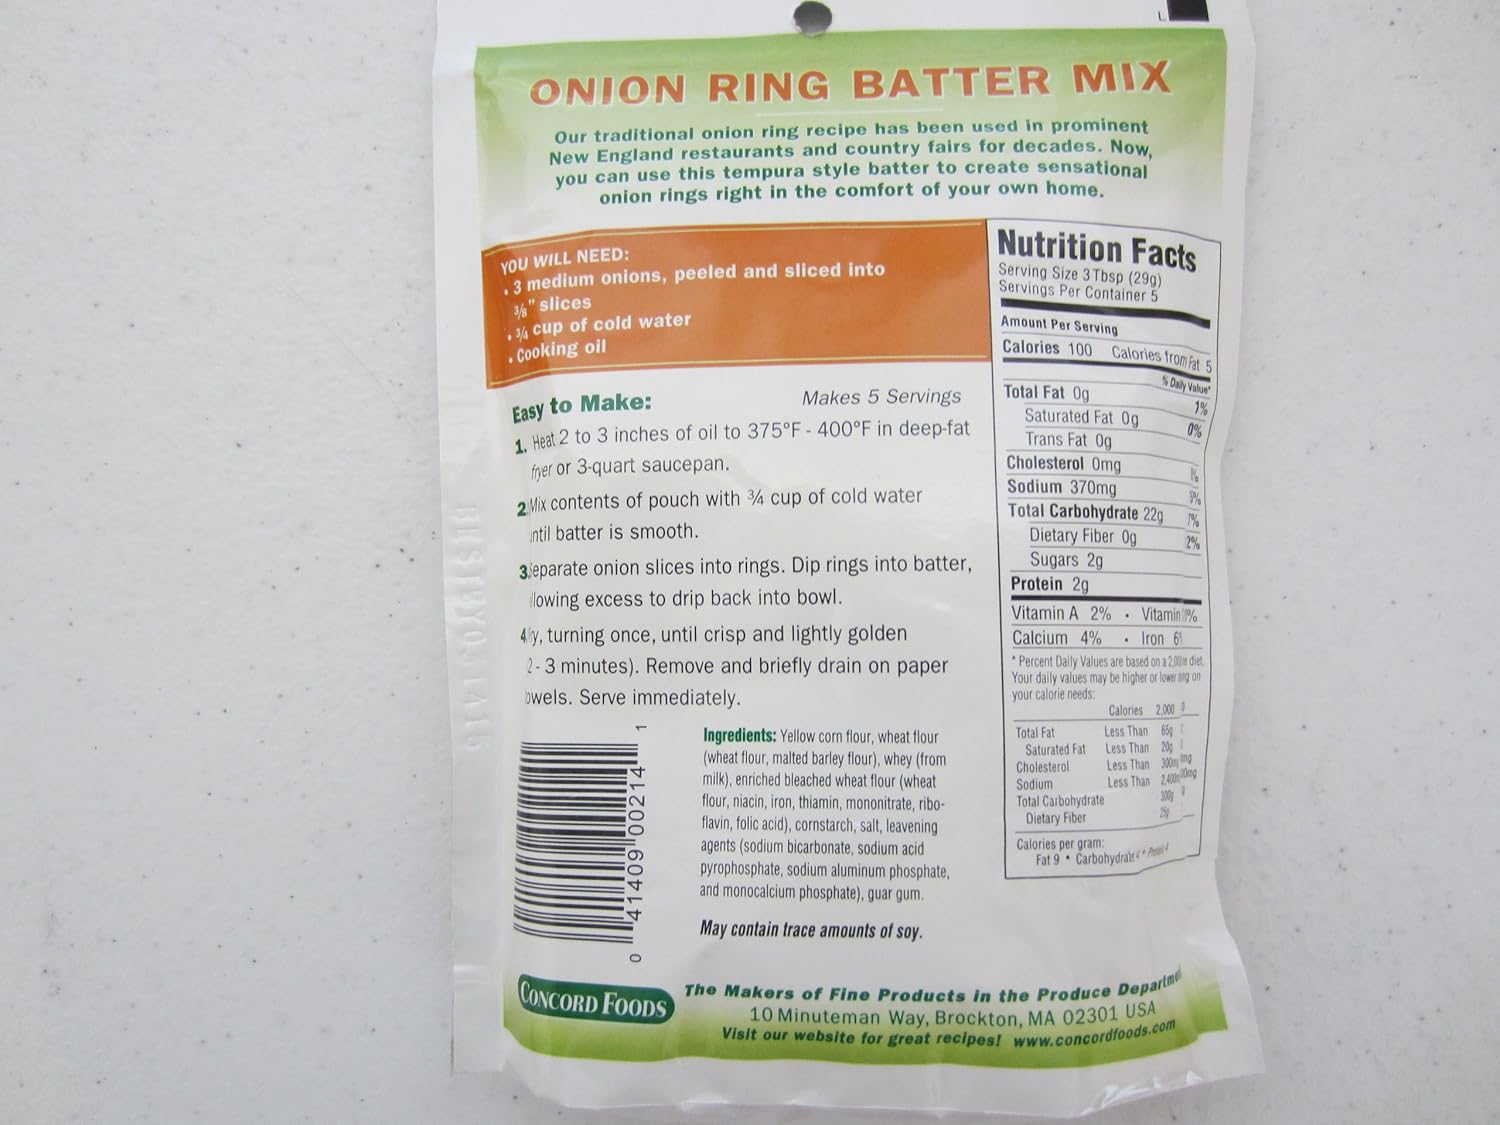 ONION RING BATTER MIX
Our traditional onion ring recipe has been used in prominent
New England restaurants and country fairs for decades. Now,
you can use this tempura style batter to create sensational
onion rings right in the comfort of your own home.
YOU WILL NEED:
• 3 medium onions, peeled and sliced into
3/8" slices
• 3/4 cup of cold water
• Cooking oil
Easy to Make: Makes 5 Servings
1. Heat 2 to 3 inches of oil to 375°F - 400°F in deep-fat
fryer or 3-quart saucepan.
2. Mix contents of pouch with 3/4 cup of cold water
until batter is smooth.
3. Separate onion slices into rings. Dip rings into batter,
allowing excess to drip back into bowl.
4. Fry, turning once, until crisp and lightly golden
2 - 3 minutes). Remove and briefly drain on paper
towels. Serve immediately.
0 41409 00214 1
Ingredients: Yellow corn flour, wheat flour
(wheat flour, malted barley flour), whey (from
milk), enriched bleached wheat flour (wheat
flour, niacin, iron, thiamin, mononitrate, ribo-
flavin, folic acid), cornstarch, salt, leavening
agents (sodium bicarbonate, sodium acid
pyrophosphate, sodium aluminum phosphate,
and monocalcium phosphate), guar gum.
May contain trace amounts of soy.
Nutrition Facts
Serving Size 3 Tbsp (29g)
Servings Per Container 5
Amount Per Serving
Calories 100 Calories from Fat 5
% Daily Value*
Total Fat 0g 1%
Saturated Fat 0g 0%
Trans Fat 0g
Cholesterol 0mg
Sodium 370mg
Total Carbohydrate 22g
Dietary Fiber 0g 2%
Sugars 2g
Protein 2g
Vitamin A 2% • Vitamin
Calcium 4% • Iron 6
* Percent Daily Values are based on a diet.
Your daily values may be higher or lower on
your calorie needs:
Calories 2,000
Total Fat Less Than 65g
Saturated Fat Less Than 20g
Cholesterol Less Than 300mg
Sodium Less Than
Total Carbohydrate 300g
Dietary Fiber 25g
Calories per gram:
Fat 9 • Carbohydrate 4 • Protein 4
CONCORD FOODS
The Makers of Fine Products in the Produce Departme
10 Minuteman Way, Brockton, MA 02301 USA
Visit our website for great recipes! www.concordfoods.com